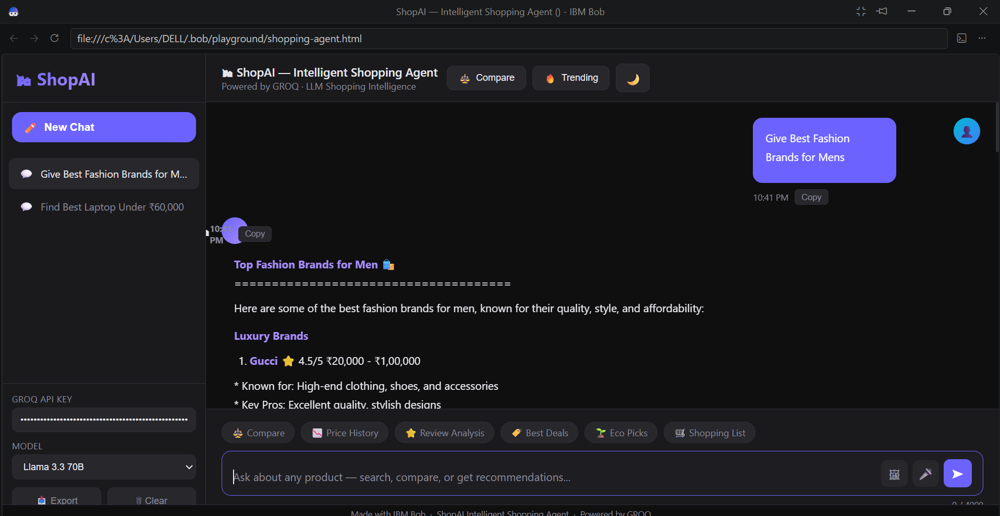 ShopAI — Intelligent Shopping Agent () - IBM Bob
file:///c%3A/Users/DELL/.bob/playground/shopping-agent.html
ShopAI
New Chat
Give Best Fashion Brands for M...
Find Best Laptop Under ₹60,000
GROQ API KEY
MODEL
Llama 3.3 70B
Export
Clear
ShopAI — Intelligent Shopping Agent
Powered by GROQ · LLM Shopping Intelligence
Compare
Trending
Give Best Fashion
Brands for Mens
10:41 PM
Copy
10:41
PM
Copy
Top Fashion Brands for Men
=====================================
Here are some of the best fashion brands for men, known for their quality, style, and affordability:
Luxury Brands
1. Gucci ⭐ 4.5/5 ₹20,000 - ₹1,00,000
* Known for: High-end clothing, shoes, and accessories
* Key Pros: Excellent quality, stylish designs
Compare
Price History
Review Analysis
Best Deals
Eco Picks
Shopping List
Ask about any product — search, compare, or get recommendations...
0 / 4000
Made with IBM Bob · ShopAI Intelligent Shopping Agent · Powered by GROQ